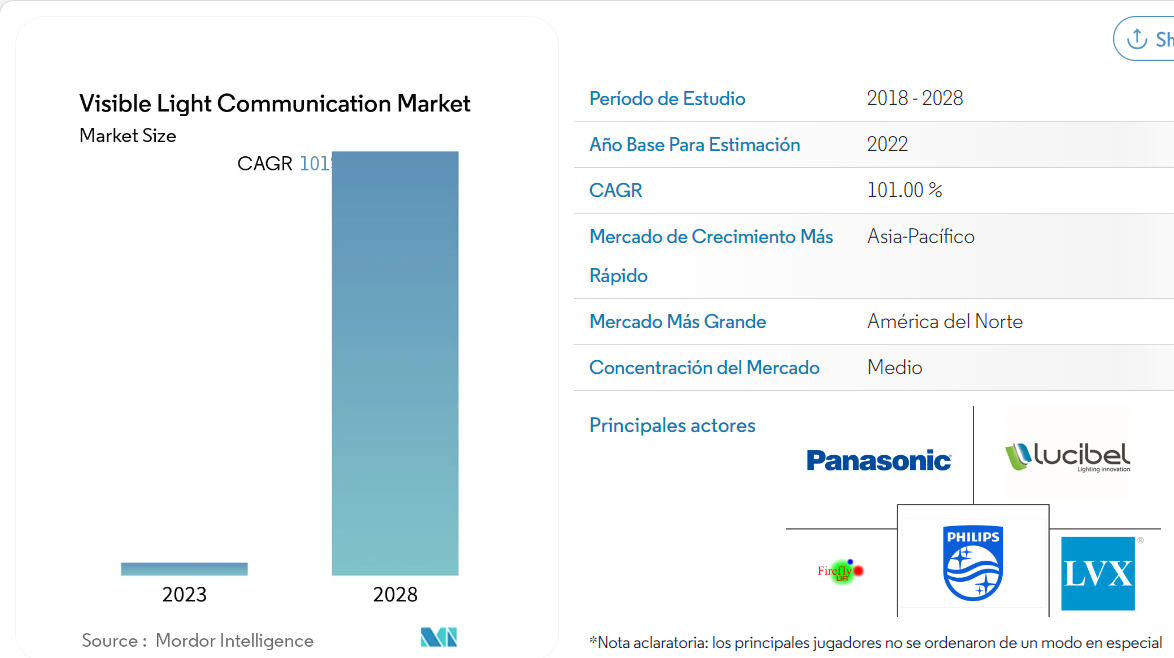 Sh
Visible Light Communication Market
Market Size
CAGR 101
Período de Estudio 2018 - 2028
Año Base Para Estimación 2022
CAGR 101.00 %
Mercado de Crecimiento Más Asia-Pacífico
Rápido
Mercado Más Grande América del Norte
Concentración del Mercado Medio
Principales actores
Panasonic
lucibel
Lighting innovation
PHILIPS
Firefly
LiFi
LVX®
2023 2028
Source : Mordor Intelligence
*Nota aclaratoria: los principales jugadores no se ordenaron de un modo en especial